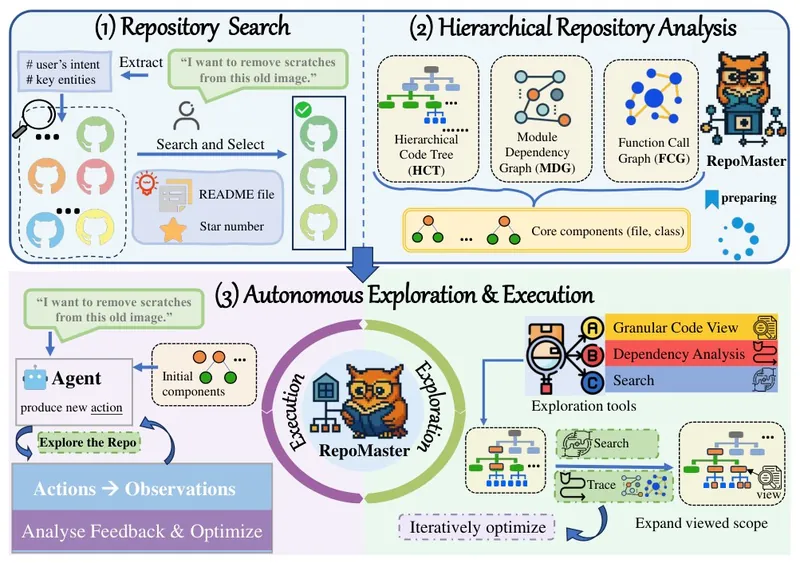 (1) Repository Search
# user's intent
# key entities
Extract
“I want to remove scratches
from this old image.”
Search and Select
README file
Star number
(2) Hierarchical Repository Analysis
Hierarchical
Code Tree
(HCT)
Module
Dependency
Graph (MDG)
Function Call
Graph (FCG)
RepoMaster
preparing
Core components (file, class)
(3) Autonomous Exploration & Execution
“I want to remove scratches
from this old image.”
Agent
produce new action
Initial
components
Explore the Repo
Actions → Observations
Analyse Feedback & Optimize
Execution
Exploration
RepoMaster
A Granular Code View
B Dependency Analysis
C Search
Exploration tools
Search
Trace
view
Iteratively optimize
Expand viewed scope